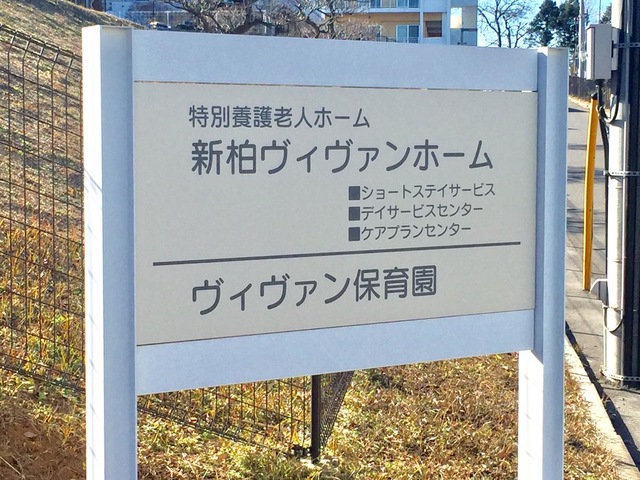 特別養護老人ホーム
新柏ヴィヴァンホーム
■ショートステイサービス
■デイサービスセンター
■ケアプランセンター
ヴィヴァン保育園